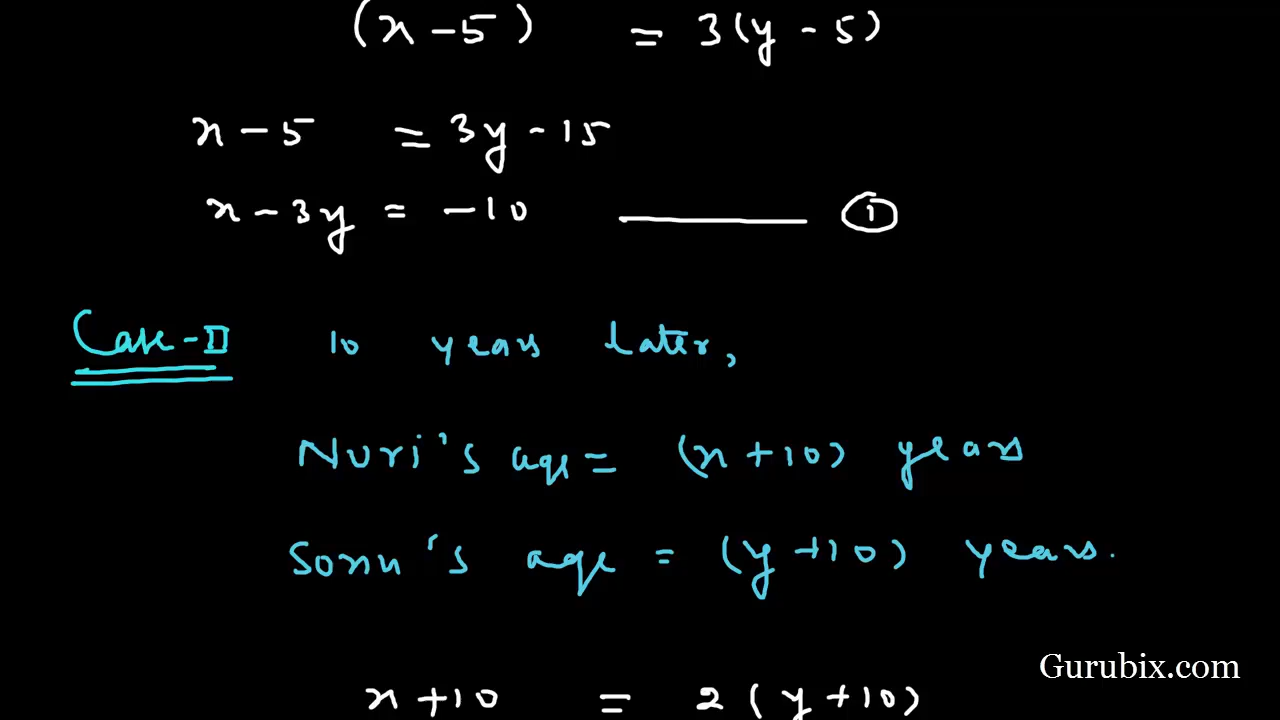 (x - 5) = 3(y - 5)
x - 5 = 3y - 15
x - 3y = -10 ——— ①
Case-II 10 years later,
Nuri's age = (x + 10) years
Sonu's age = (y + 10) years.
x + 10 = 2(y + 10)
Gurubix.com